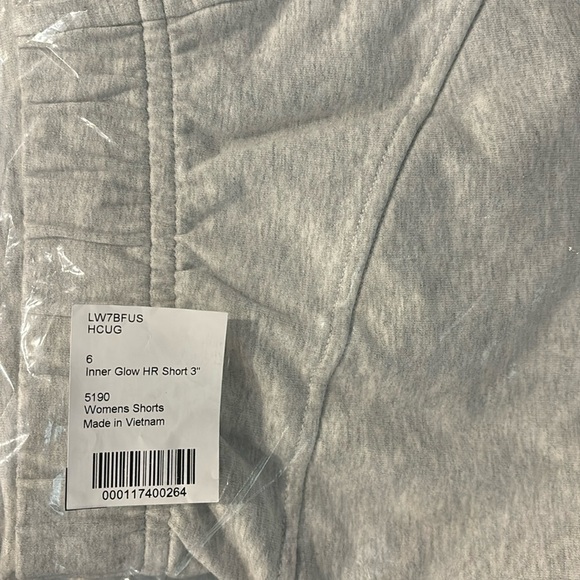 LW7BFUS
HCUG
6
Inner Glow HR Short 3"
5190
Womens Shorts
Made in Vietnam
000117400264